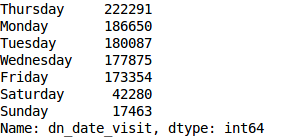 Thursday     222291
Monday       186650
Tuesday      180087
Wednesday    177875
Friday       173354
Saturday      42280
Sunday        17463
Name: dn_date_visit, dtype: int64